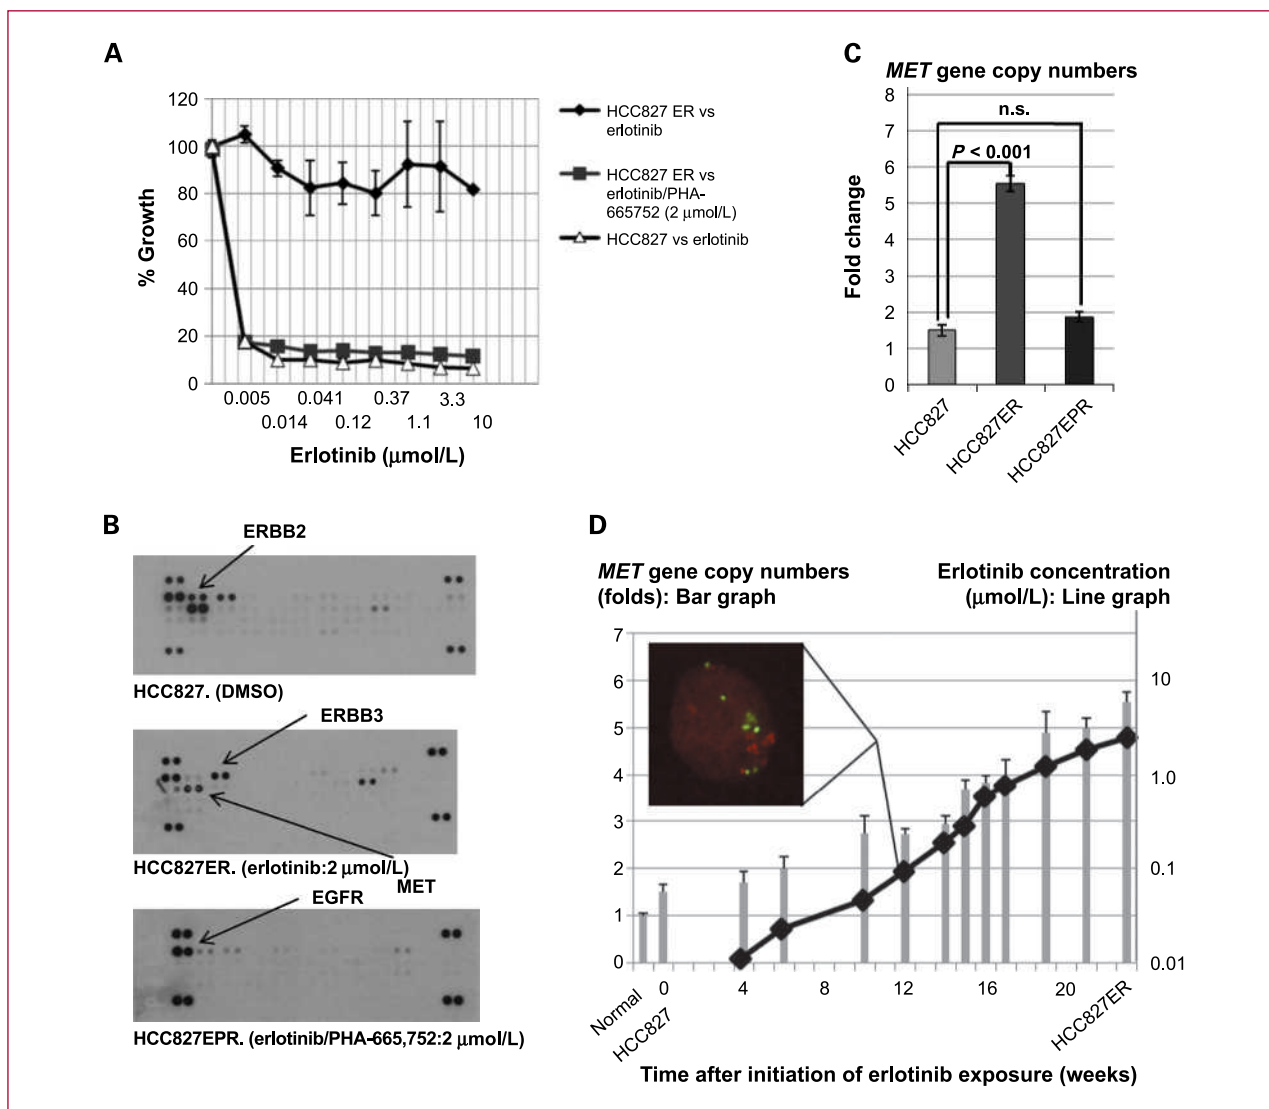 A
120
100
80
60
40
20
0
% Growth
0.005
0.041
0.37
3.3
0.014
0.12
1.1
10
Erlotinib (μmol/L)
HCC827 ER vs
erlotinib
HCC827 ER vs
erlotinib/PHA-
665752 (2 μmol/L)
HCC827 vs erlotinib
C
MET gene copy numbers
8
7
6
5
4
3
2
1
0
Fold change
n.s.
P < 0.001
HCC827
HCC827ER
HCC827EPR
B
ERBB2
HCC827. (DMSO)
ERBB3
HCC827ER. (erlotinib:2 μmol/L)
MET
EGFR
HCC827EPR. (erlotinib/PHA-665,752:2 μmol/L)
D
MET gene copy numbers
(folds): Bar graph
Erlotinib concentration
(μmol/L): Line graph
7
6
5
4
3
2
1
0
10
1.0
0.1
0.01
Normal
0
HCC827
4
8
12
16
20
HCC827ER
Time after initiation of erlotinib exposure (weeks)